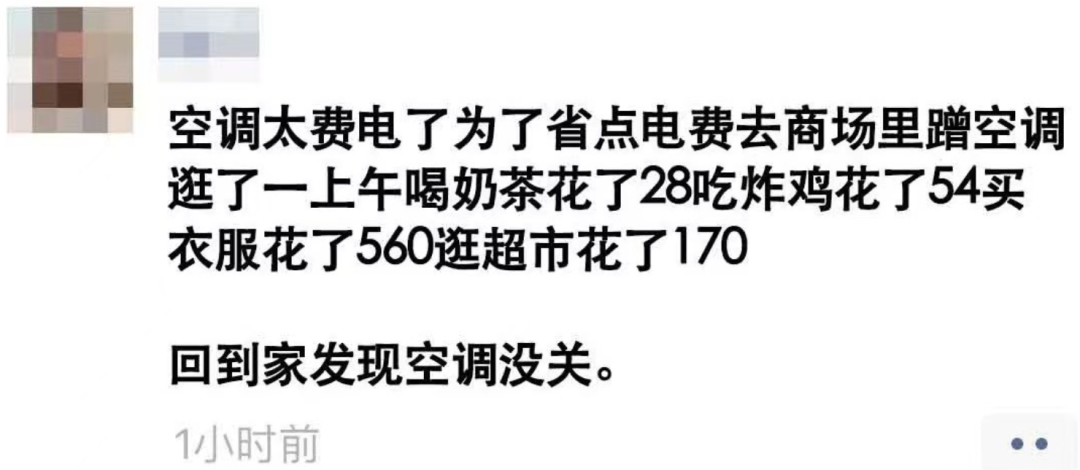 空调太费电了为了省点电费去商场里蹭空调
逛了一上午喝奶茶花了28吃炸鸡花了54买
衣服花了560逛超市花了170
回到家发现空调没关。
1小时前